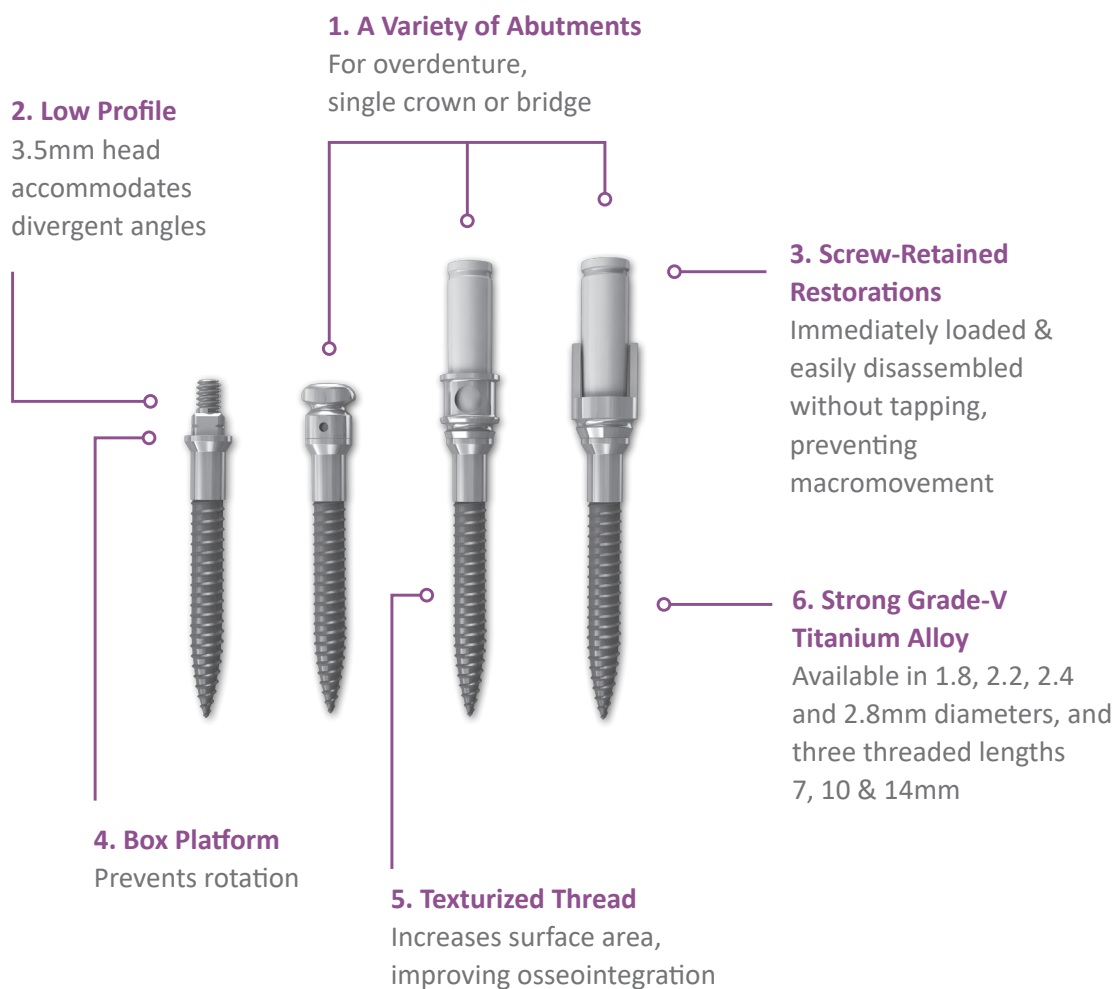 1. A Variety of Abutments
For overdenture,
single crown or bridge
2. Low Profile
3.5mm head
accommodates
divergent angles
3. Screw-Retained
Restorations
Immediately loaded &
easily disassembled
without tapping,
preventing
macromovement
4. Box Platform
Prevents rotation
5. Texturized Thread
Increases surface area,
improving osseointegration
6. Strong Grade-V
Titanium Alloy
Available in 1.8, 2.2, 2.4
and 2.8mm diameters, and
three threaded lengths
7, 10 & 14mm